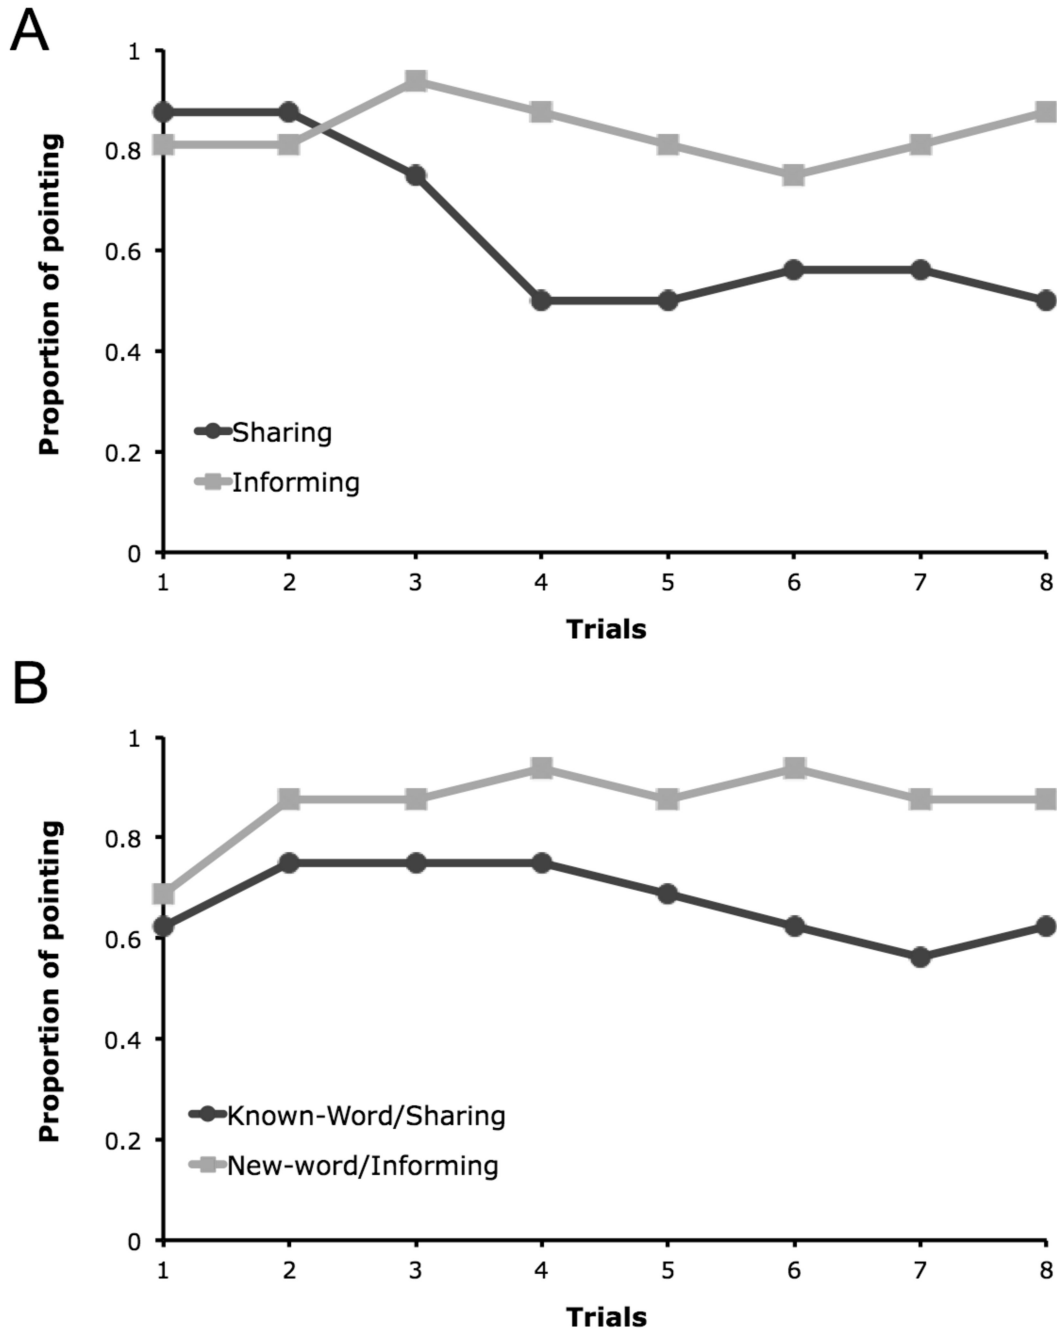 A
1
0.8
0.6
0.4
0.2
0
Proportion of pointing
Sharing
Informing
1 2 3 4 5 6 7 8
Trials
B
1
0.8
0.6
0.4
0.2
0
Proportion of pointing
Known-Word/Sharing
New-word/Informing
1 2 3 4 5 6 7 8
Trials